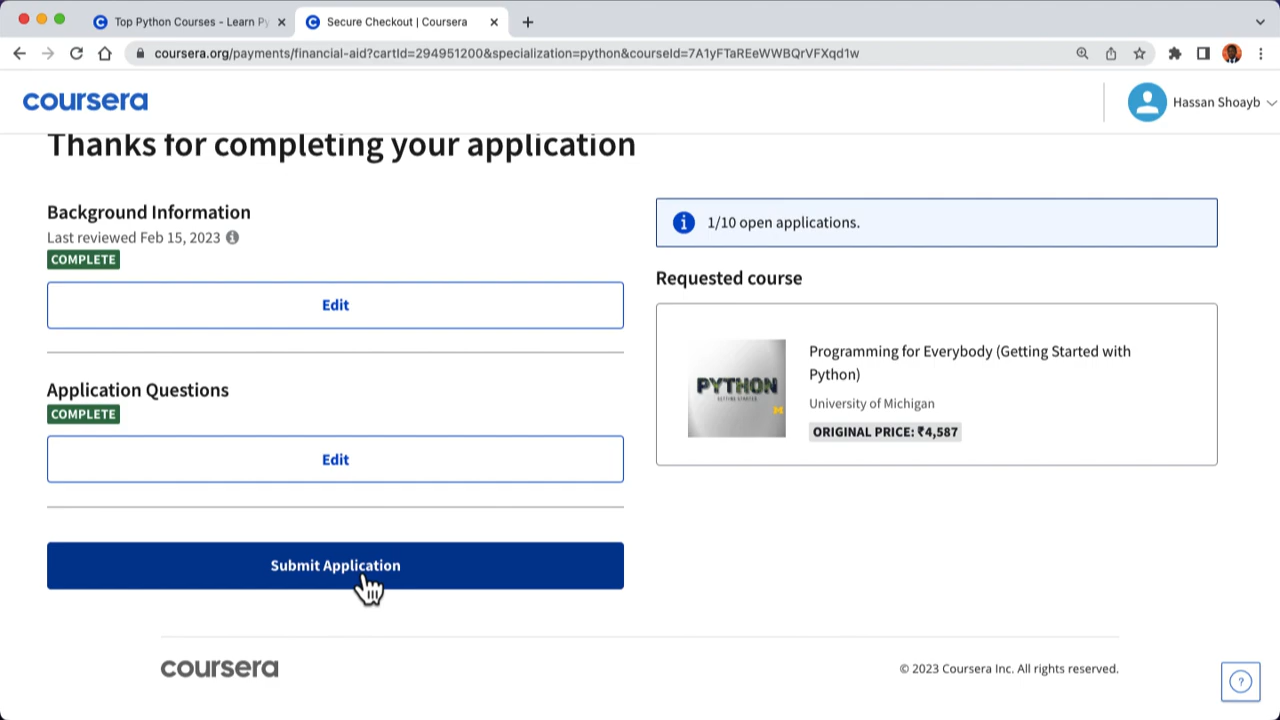 Top Python Courses - Learn Py
Secure Checkout | Coursera
coursera.org/payments/financial-aid?cartId=294951200&specialization=python&courseId=7A1yFTaREeWWBQrVFXqd1w
coursera
Hassan Shoayb
Thanks for completing your application
Background Information
Last reviewed Feb 15, 2023
COMPLETE
Edit
Application Questions
COMPLETE
Edit
Submit Application
1/10 open applications.
Requested course
PYTHON
GETTING STARTED
Programming for Everybody (Getting Started with
Python)
University of Michigan
ORIGINAL PRICE: ₹4,587
coursera
© 2023 Coursera Inc. All rights reserved.